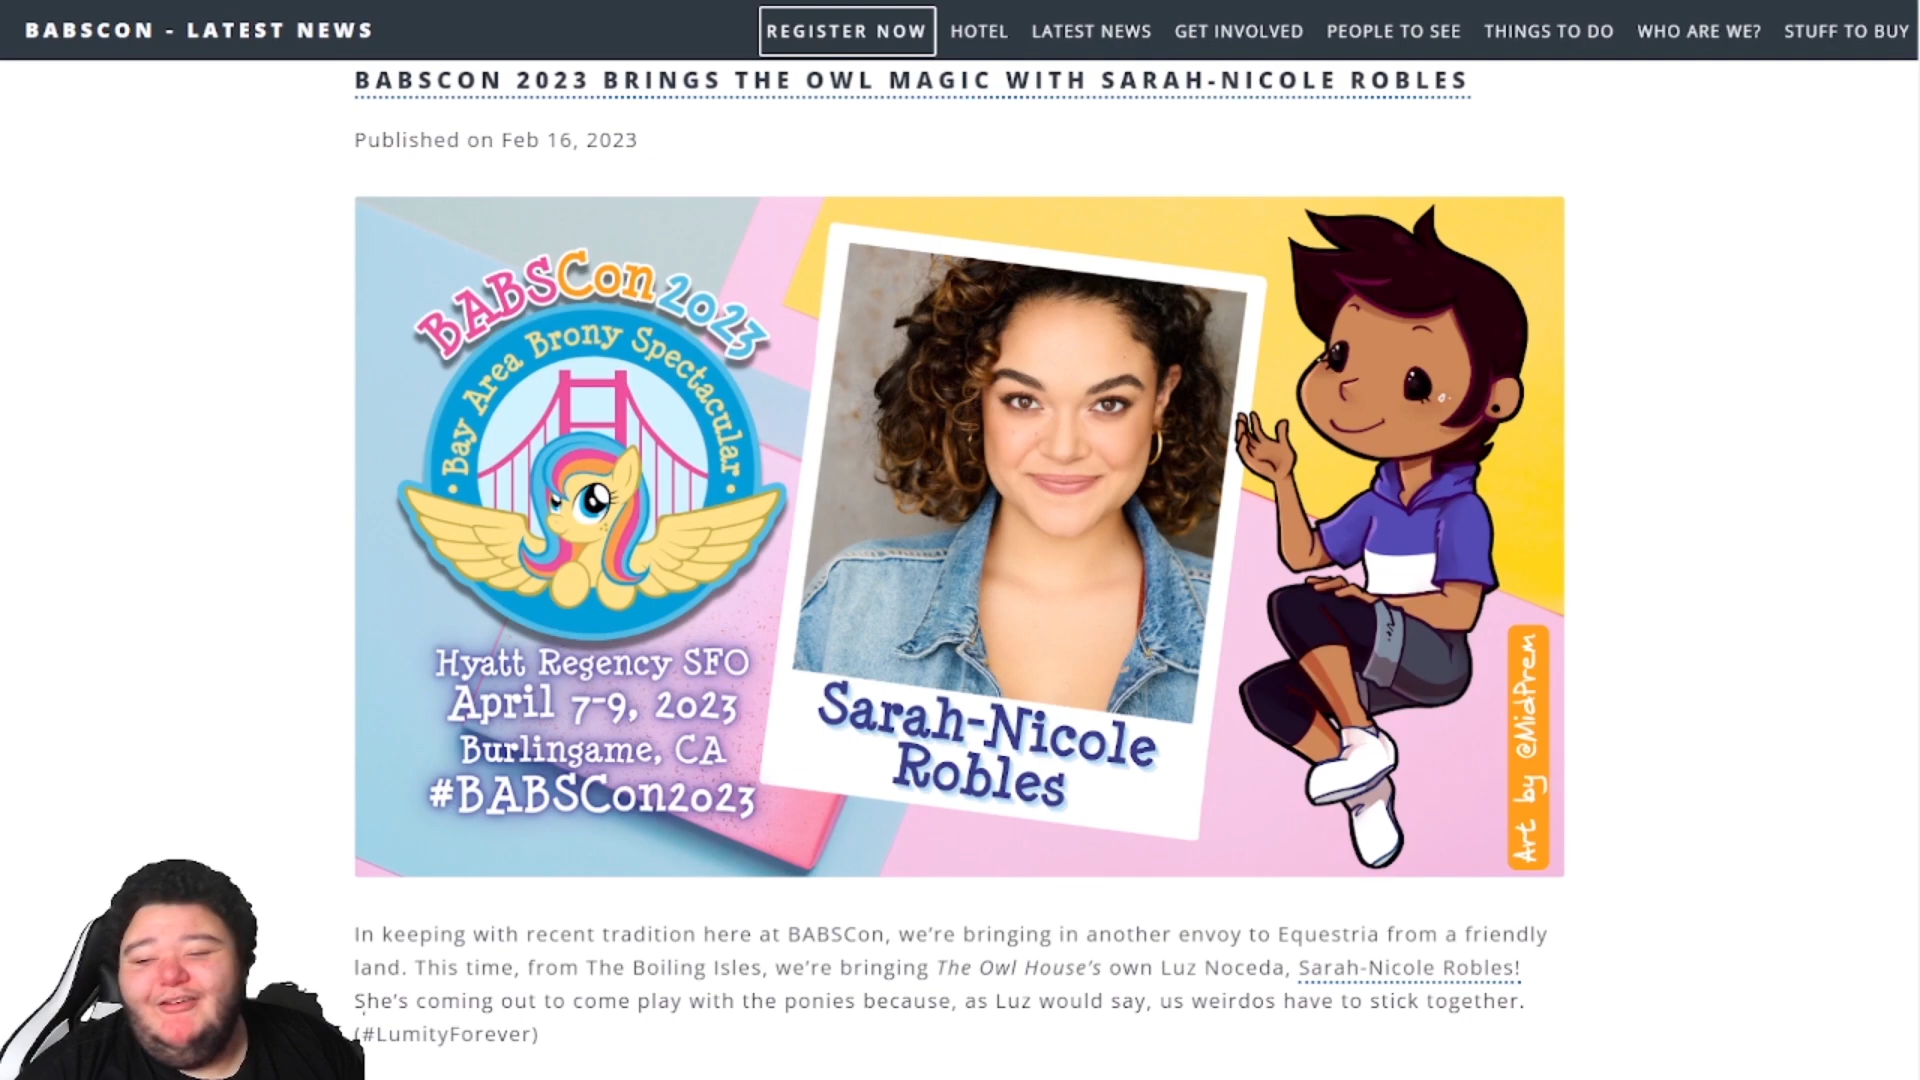 BABSCON - LATEST NEWS
REGISTER NOW HOTEL LATEST NEWS GET INVOLVED PEOPLE TO SEE THINGS TO DO WHO ARE WE? STUFF TO BUY
BABSCON 2023 BRINGS THE OWL MAGIC WITH SARAH-NICOLE ROBLES
Published on Feb 16, 2023
BABSCon 2023
• Bay Area Brony Spectacular •
Hyatt Regency SFO
April 7-9, 2023
Burlingame, CA
#BABSCon2023
Sarah-Nicole
Robles
Art by @MidPrem
In keeping with recent tradition here at BABSCon, we're bringing in another envoy to Equestria from a friendly
land. This time, from The Boiling Isles, we're bringing The Owl House's own Luz Noceda, Sarah-Nicole Robles!
She's coming out to come play with the ponies because, as Luz would say, us weirdos have to stick together.
(#LumityForever)